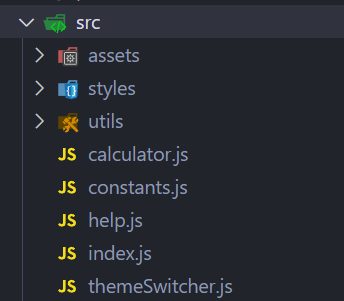 src
assets
styles
utils
JS calculator.js
JS constants.js
JS help.js
JS index.js
JS themeSwitcher.js